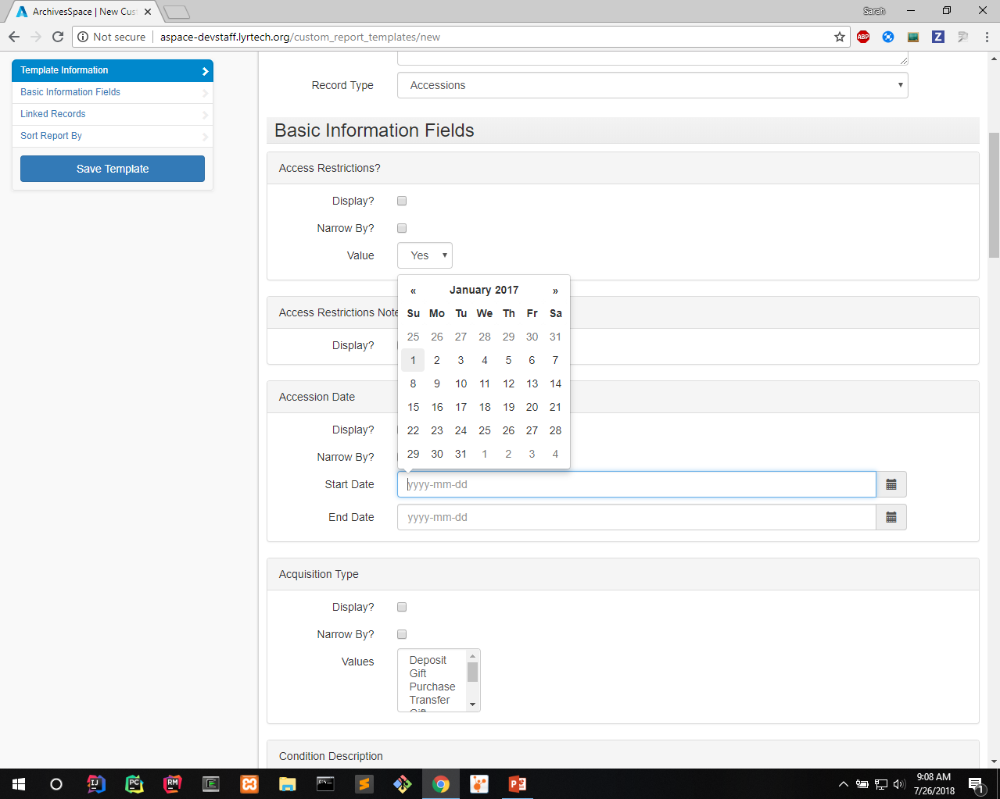 ArchivesSpace | New Cus
Sarah
Not secure
aspace-devstaff.lyrtech.org/custom_report_templates/new
ABP
Z
Template Information
Basic Information Fields
Linked Records
Sort Report By
Save Template
Record Type
Accessions
Basic Information Fields
Access Restrictions?
Display?
Narrow By?
Value
Yes
Access Restrictions Note
Display?
« January 2017 »
Su Mo Tu We Th Fr Sa
25 26 27 28 29 30 31
1 2 3 4 5 6 7
8 9 10 11 12 13 14
15 16 17 18 19 20 21
22 23 24 25 26 27 28
29 30 31 1 2 3 4
Accession Date
Display?
Narrow By?
Start Date
yyyy-mm-dd
End Date
yyyy-mm-dd
Acquisition Type
Display?
Narrow By?
Values
Deposit
Gift
Purchase
Transfer
Condition Description
IJ
PC
RM
9:08 AM
7/26/2018
1